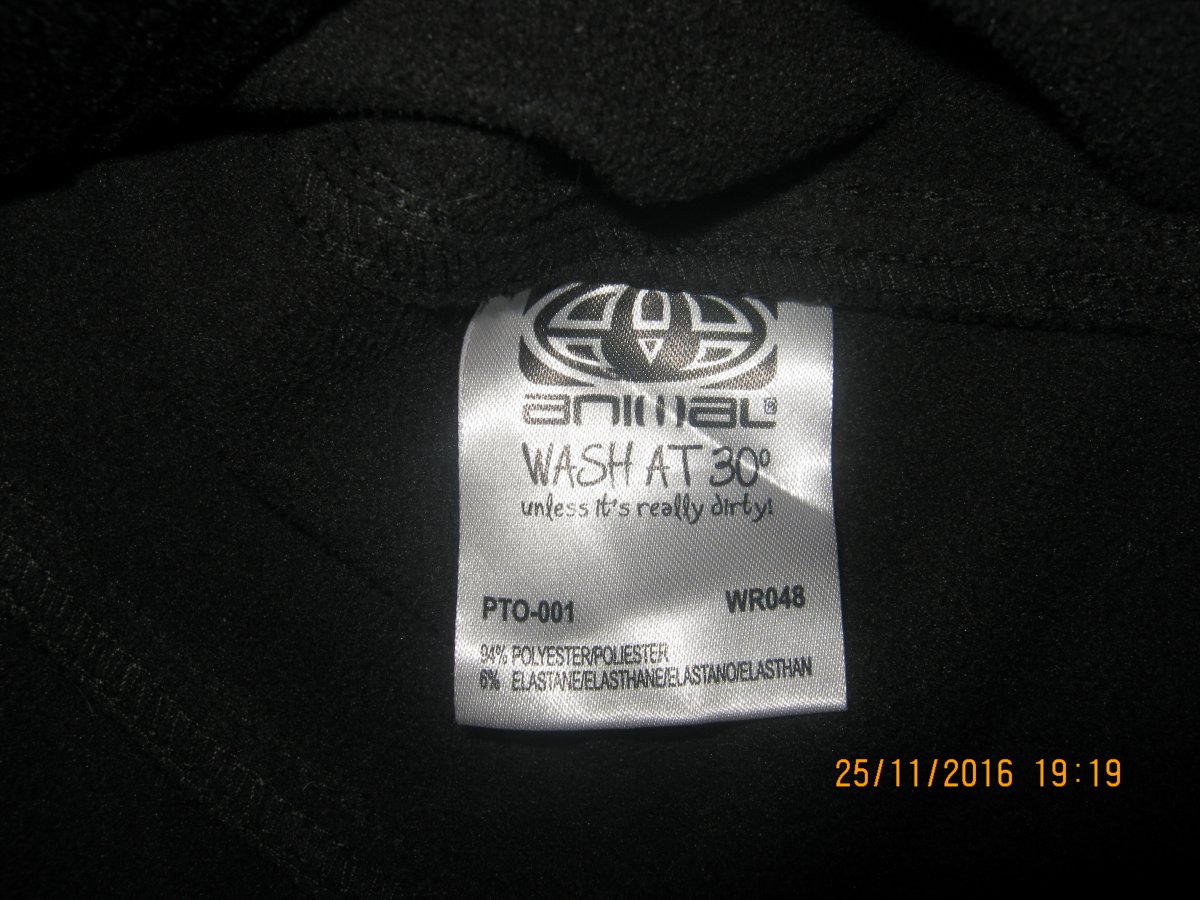 animal®
WASH AT 30°
unless it's really dirty!
PTO-001 WR048
94% POLYESTER/POLIESTER
6% ELASTANE/ELASTHANE/ELASTANO/ELASTHAN
25/11/2016 19:19